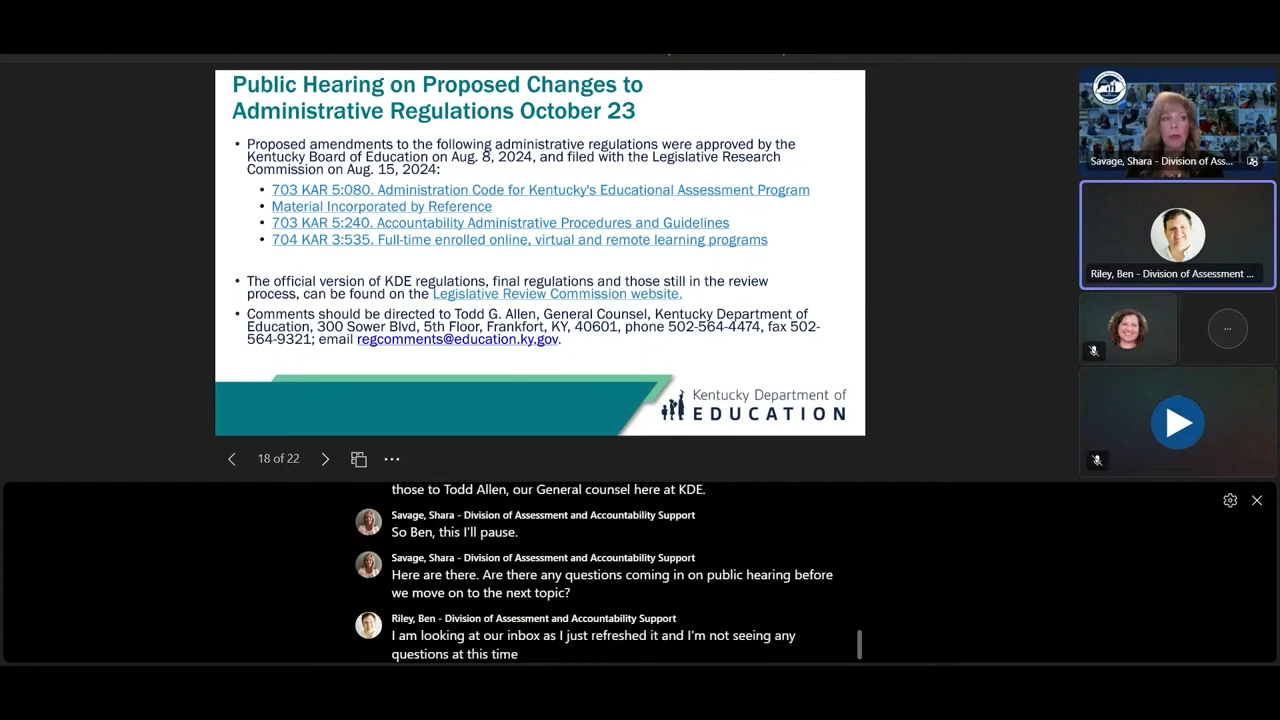 Public Hearing on Proposed Changes to
Administrative Regulations October 23
• Proposed amendments to the following administrative regulations were approved by the
Kentucky Board of Education on Aug. 8, 2024, and filed with the Legislative Research
Commission on Aug. 15, 2024:
• 703 KAR 5:080. Administration Code for Kentucky's Educational Assessment Program
• Material Incorporated by Reference
• 703 KAR 5:240. Accountability Administrative Procedures and Guidelines
• 704 KAR 3:535. Full-time enrolled online, virtual and remote learning programs
• The official version of KDE regulations, final regulations and those still in the review
process, can be found on the Legislative Review Commission website.
• Comments should be directed to Todd G. Allen, General Counsel, Kentucky Department of
Education, 300 Sower Blvd, 5th Floor, Frankfort, KY, 40601, phone 502-564-4474, fax 502-
564-9321; email regcomments@education.ky.gov.
Kentucky Department of
EDUCATION
18 of 22
Savage, Shara - Division of Ass...
Riley, Ben - Division of Assessment ...
those to Todd Allen, our General counsel here at KDE.
Savage, Shara - Division of Assessment and Accountability Support
So Ben, this I'll pause.
Savage, Shara - Division of Assessment and Accountability Support
Here are there. Are there any questions coming in on public hearing before
we move on to the next topic?
Riley, Ben - Division of Assessment and Accountability Support
I am looking at our inbox as I just refreshed it and I'm not seeing any
questions at this time